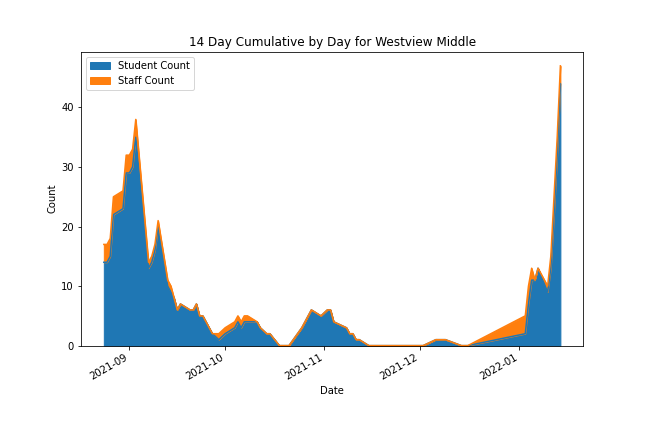 14 Day Cumulative by Day for Westview Middle
Student Count
Staff Count
Count
40
30
20
10
0
2021-09
2021-10
2021-11
2021-12
2022-01
Date